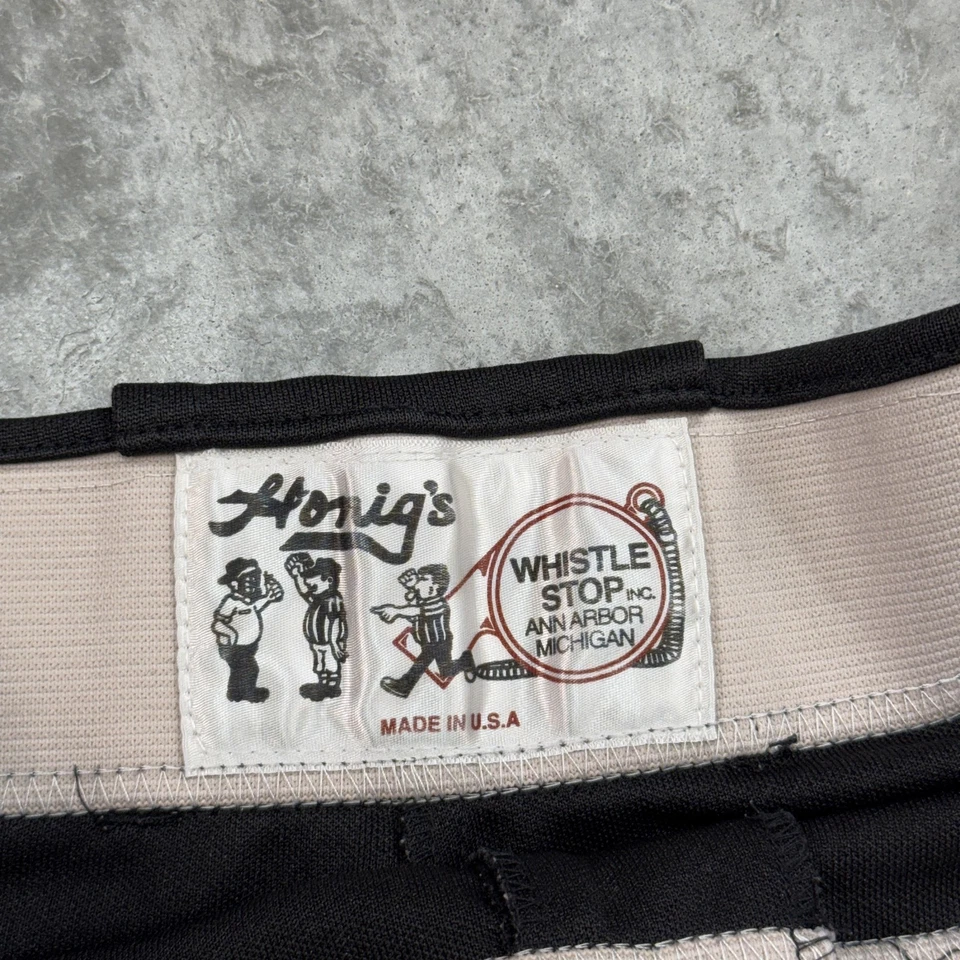 Honig's
WHISTLE
STOP INC.
ANN ARBOR
MICHIGAN
MADE IN U.S.A